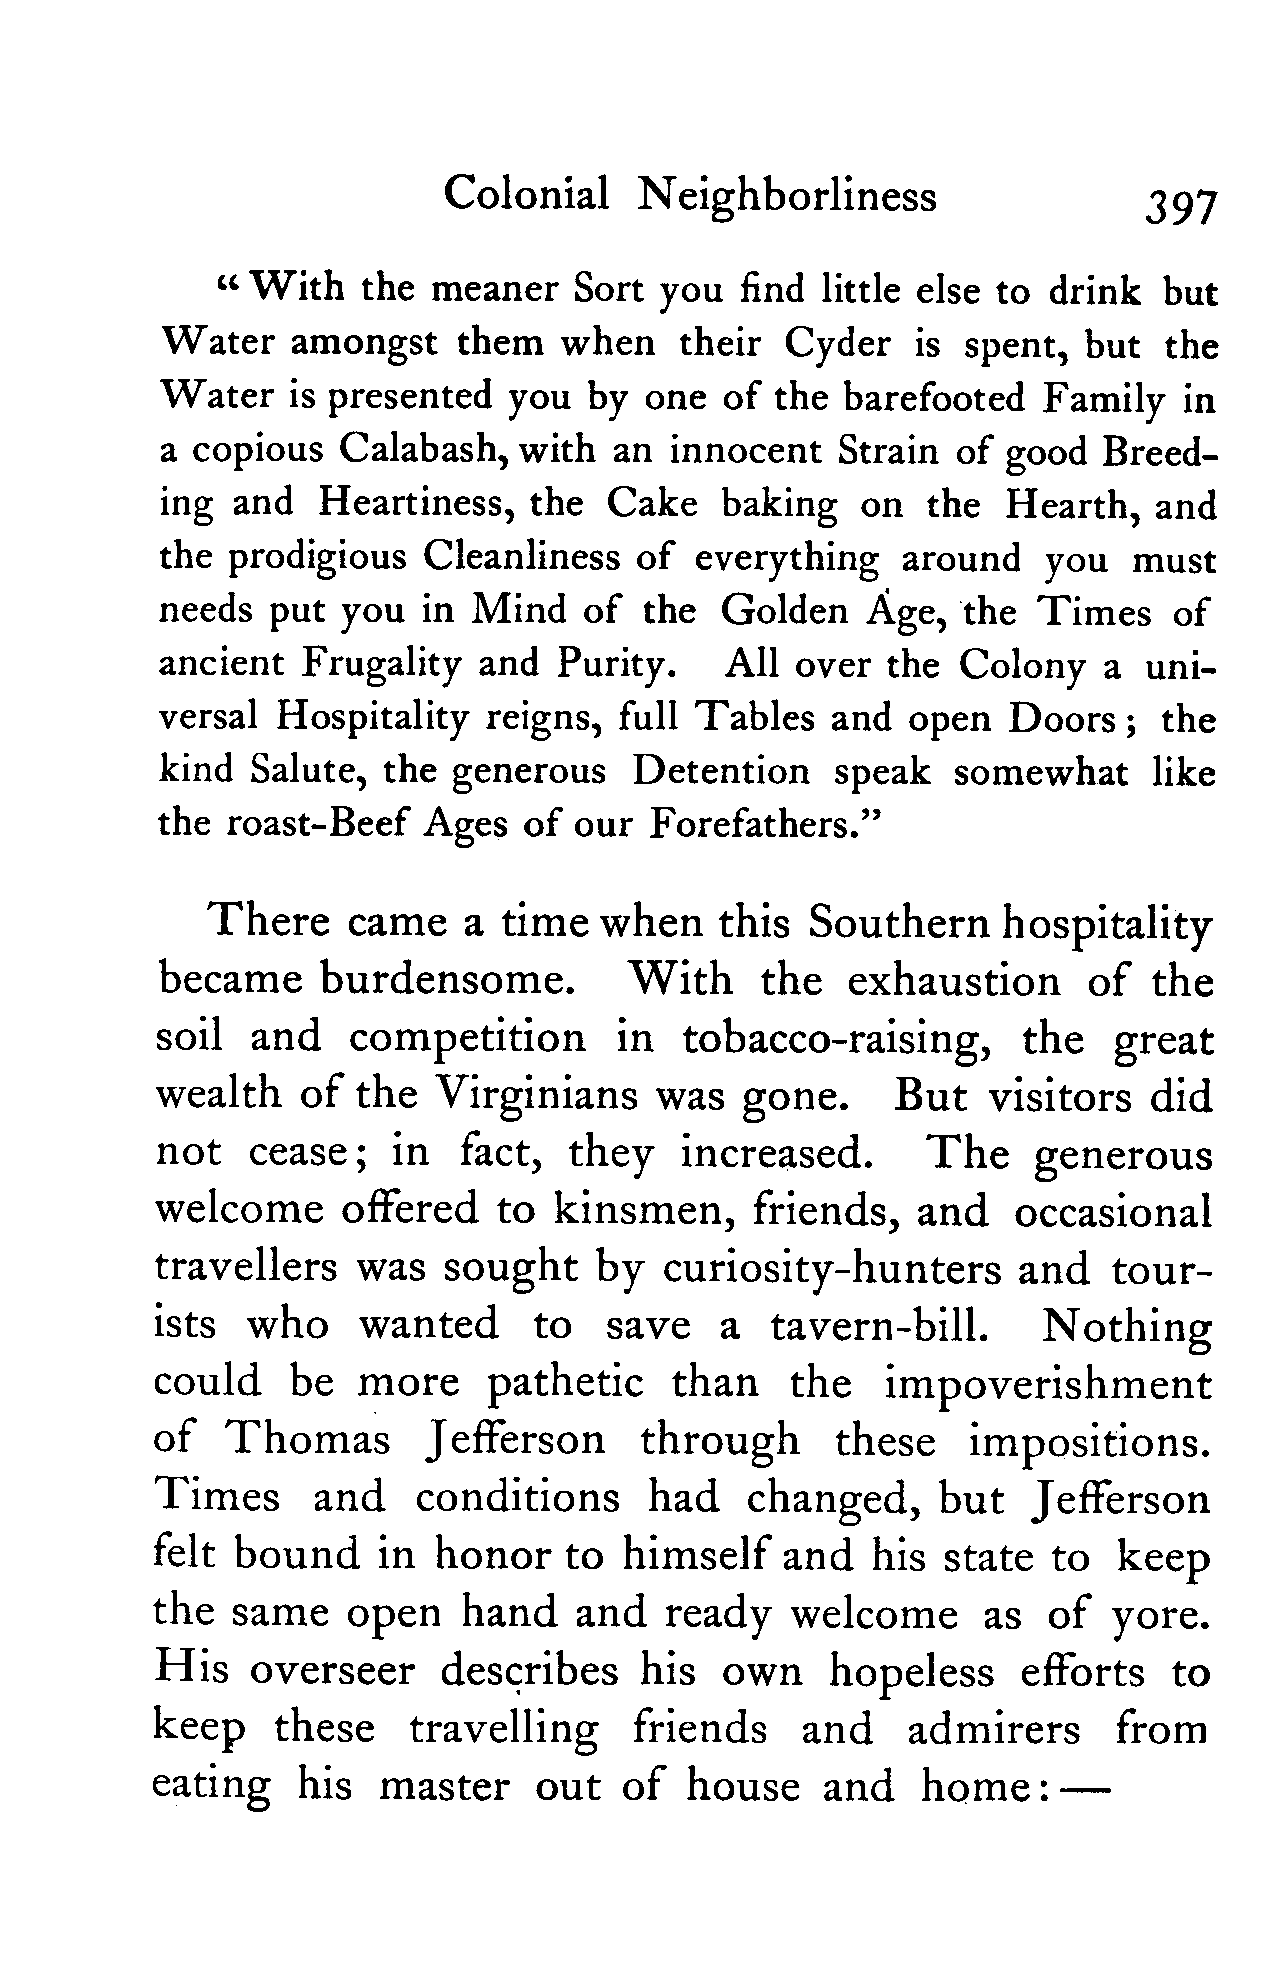 Colonial Neighborliness 397
“ With the meaner Sort you find little else to drink but
Water amongst them when their Cyder is spent, but the
Water is presented you by one of the barefooted Family in
a copious Calabash, with an innocent Strain of good Breed-
ing and Heartiness, the Cake baking on the Hearth, and
the prodigious Cleanliness of everything around you must
needs put you in Mind of the Golden Age, the Times of
ancient Frugality and Purity. All over the Colony a uni-
versal Hospitality reigns, full Tables and open Doors ; the
kind Salute, the generous Detention speak somewhat like
the roast-Beef Ages of our Forefathers.”
There came a time when this Southern hospitality
became burdensome. With the exhaustion of the
soil and competition in tobacco-raising, the great
wealth of the Virginians was gone. But visitors did
not cease ; in fact, they increased. The generous
welcome offered to kinsmen, friends, and occasional
travellers was sought by curiosity-hunters and tour-
ists who wanted to save a tavern-bill. Nothing
could be more pathetic than the impoverishment
of Thomas Jefferson through these impositions.
Times and conditions had changed, but Jefferson
felt bound in honor to himself and his state to keep
the same open hand and ready welcome as of yore.
His overseer describes his own hopeless efforts to
keep these travelling friends and admirers from
eating his master out of house and home : —